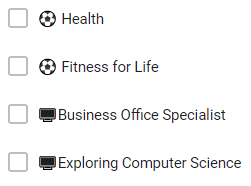 Health
Fitness for Life
Business Office Specialist
Exploring Computer Science